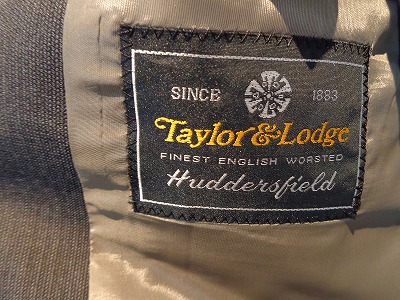 SINCE 1883
Taylor & Lodge
FINEST ENGLISH WORSTED
Huddersfield